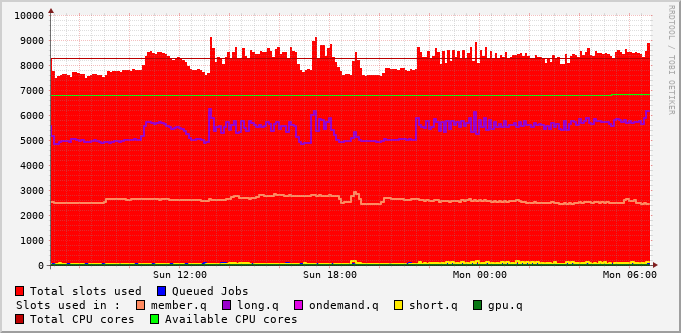 10000
9000
8000
7000
6000
5000
4000
3000
2000
1000
0
Sun 12:00 Sun 18:00 Mon 00:00 Mon 06:00
Total slots used Queued Jobs
Slots used in : member.q long.q ondemand.q short.q gpu.q
Total CPU cores Available CPU cores
RRDTOOL / TOBI OETIKER